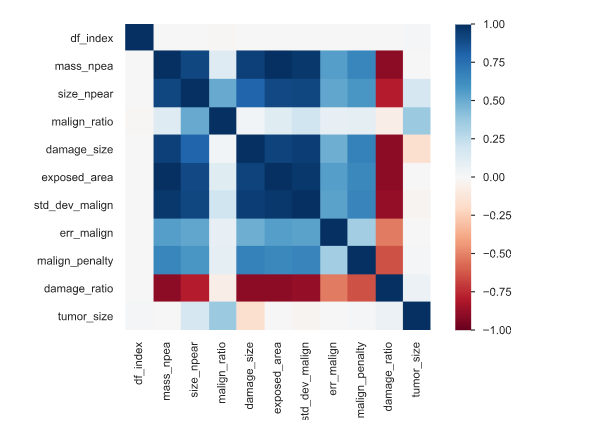 df_index
mass_npea
size_npear
malign_ratio
damage_size
exposed_area
std_dev_malign
err_malign
malign_penalty
damage_ratio
tumor_size
1.00
0.75
0.50
0.25
0.00
−0.25
−0.50
−0.75
−1.00
df_index
mass_npea
size_npear
malign_ratio
damage_size
exposed_area
std_dev_malign
err_malign
malign_penalty
damage_ratio
tumor_size